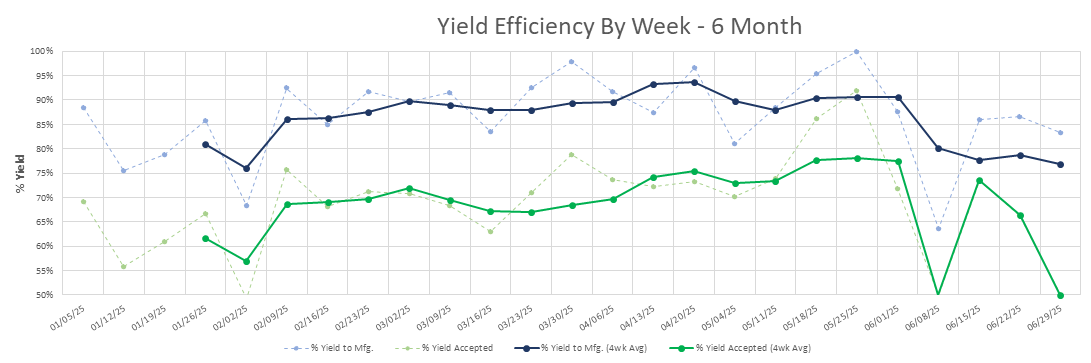 Yield Efficiency By Week - 6 Month
% Yield
100%
95%
90%
85%
80%
75%
70%
65%
60%
55%
50%
01/05/25 01/12/25 01/19/25 01/26/25 02/02/25 02/09/25 02/16/25 02/23/25 03/02/25 03/09/25 03/16/25 03/23/25 03/30/25 04/06/25 04/13/25 04/20/25 05/04/25 05/11/25 05/18/25 05/25/25 06/01/25 06/08/25 06/15/25 06/22/25 06/29/25
% Yield to Mfg. % Yield Accepted % Yield to Mfg. (4wk Avg) % Yield Accepted (4wk Avg)